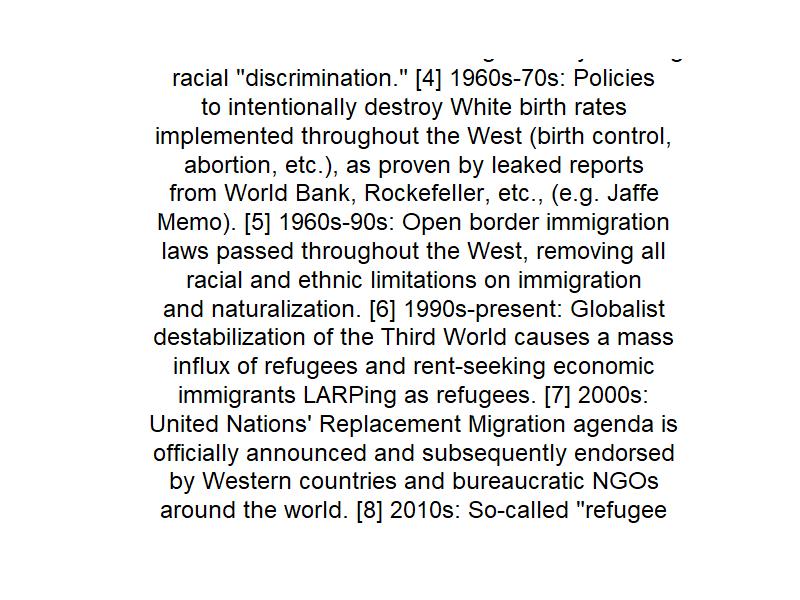 racial "discrimination." [4] 1960s-70s: Policies
to intentionally destroy White birth rates
implemented throughout the West (birth control,
abortion, etc.), as proven by leaked reports
from World Bank, Rockefeller, etc., (e.g. Jaffe
Memo). [5] 1960s-90s: Open border immigration
laws passed throughout the West, removing all
racial and ethnic limitations on immigration
and naturalization. [6] 1990s-present: Globalist
destabilization of the Third World causes a mass
influx of refugees and rent-seeking economic
immigrants LARPing as refugees. [7] 2000s:
United Nations' Replacement Migration agenda is
officially announced and subsequently endorsed
by Western countries and bureaucratic NGOs
around the world. [8] 2010s: So-called "refugee